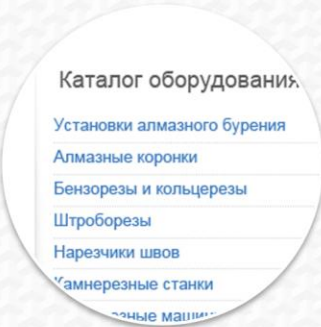 Каталог оборудования
Установки алмазного бурения
Алмазные коронки
Бензорезы и кольцерезы
Штроборезы
Нарезчики швов
Камнерезные станки